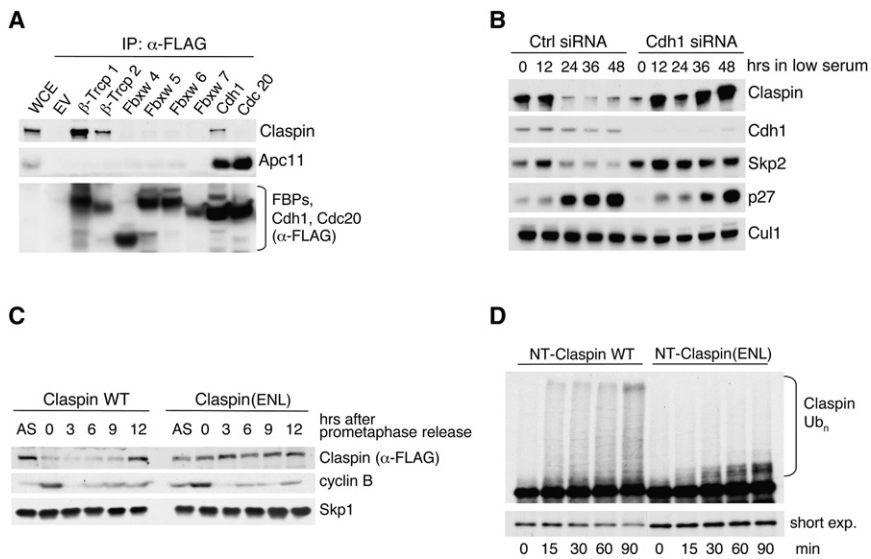 A
IP: α-FLAG
WCE
EV
β-Trcp 1
β-Trcp 2
Fbxw 4
Fbxw 5
Fbxw 6
Fbxw 7
Cdh1
Cdc 20
Claspin
Apc11
FBPs,
Cdh1, Cdc20
(α-FLAG)
B
Ctrl siRNA Cdh1 siRNA
0 12 24 36 48 0 12 24 36 48 hrs in low serum
Claspin
Cdh1
Skp2
p27
Cul1
C
Claspin WT Claspin(ENL)
AS 0 3 6 9 12 AS 0 3 6 9 12 hrs after
prometaphase release
Claspin (α-FLAG)
cyclin B
Skp1
D
NT-Claspin WT NT-Claspin(ENL)
Claspin
Ubn
short exp.
0 15 30 60 90 0 15 30 60 90 min